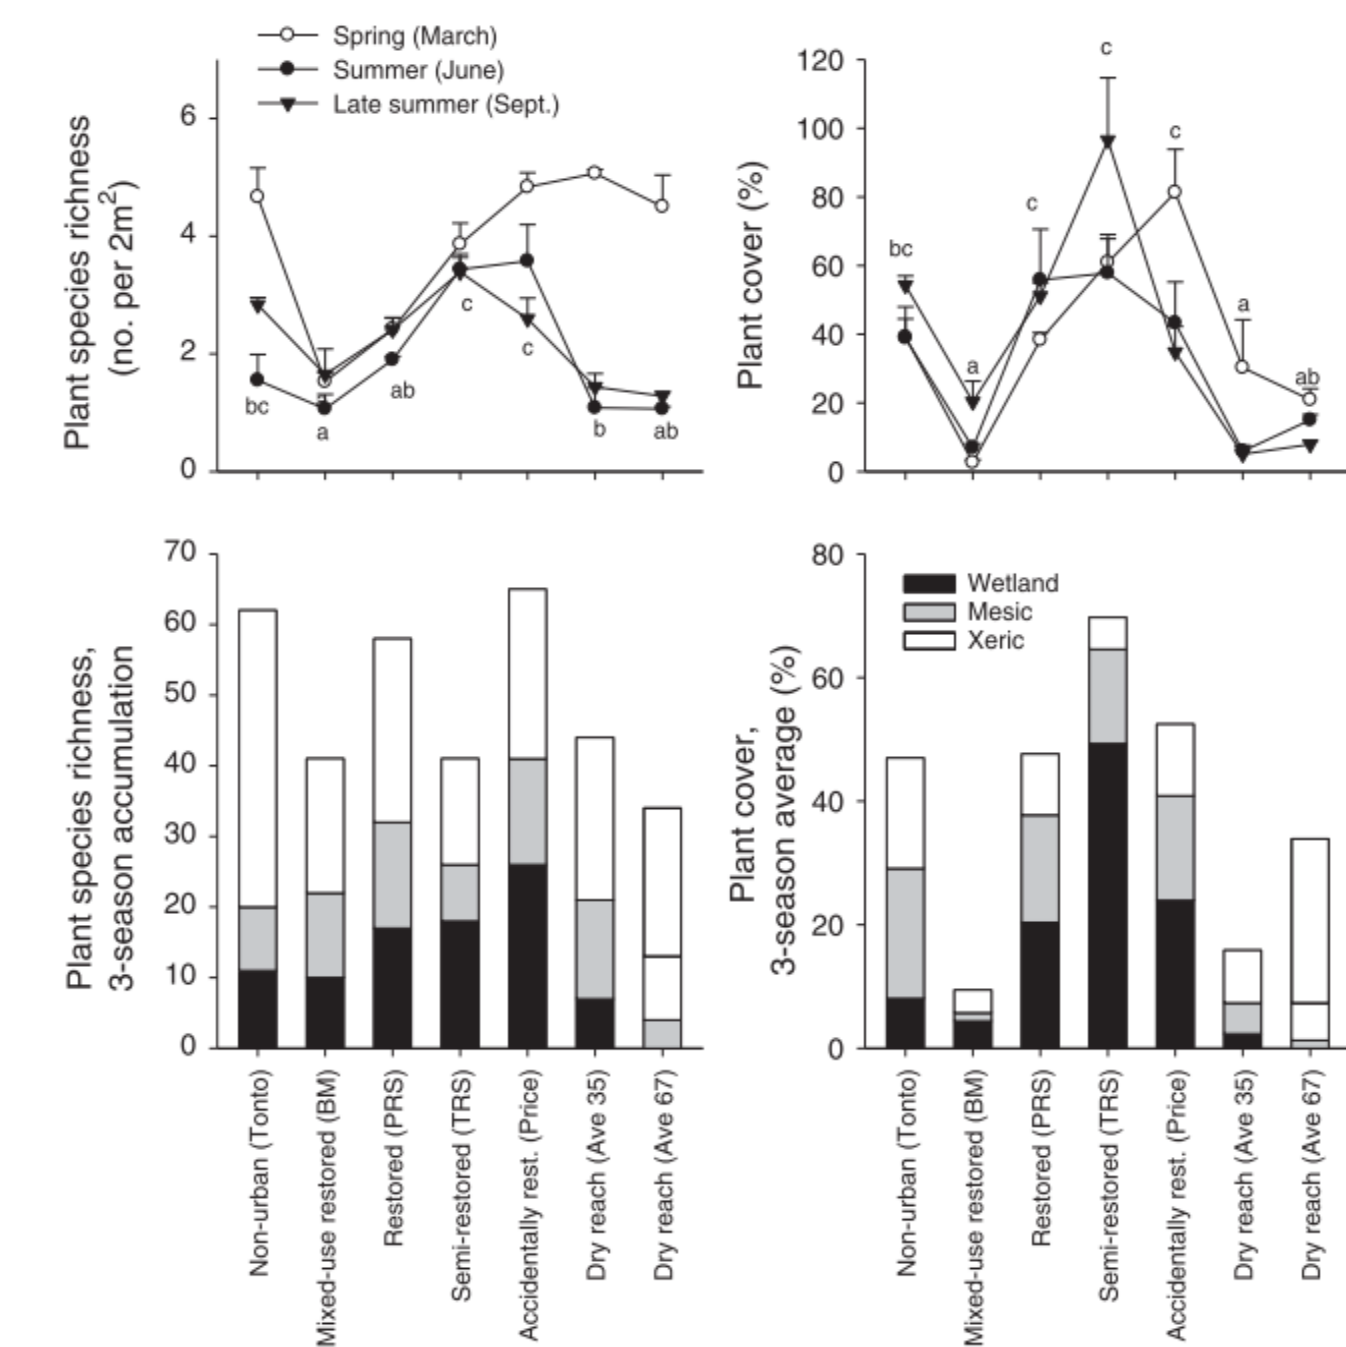 Spring (March)
Summer (June)
Late summer (Sept.)
Plant species richness
(no. per 2m²)
6
4
2
0
bc
a
ab
c
c
b
ab
Plant cover (%)
120
100
80
60
40
20
0
bc
a
c
c
c
a
ab
Plant species richness,
3-season accumulation
70
60
50
40
30
20
10
0
Non-urban (Tonto)
Mixed-use restored (BM)
Restored (PRS)
Semi-restored (TRS)
Accidentally rest. (Price)
Dry reach (Ave 35)
Dry reach (Ave 67)
Plant cover,
3-season average (%)
80
60
40
20
0
Wetland
Mesic
Xeric
Non-urban (Tonto)
Mixed-use restored (BM)
Restored (PRS)
Semi-restored (TRS)
Accidentally rest. (Price)
Dry reach (Ave 35)
Dry reach (Ave 67)